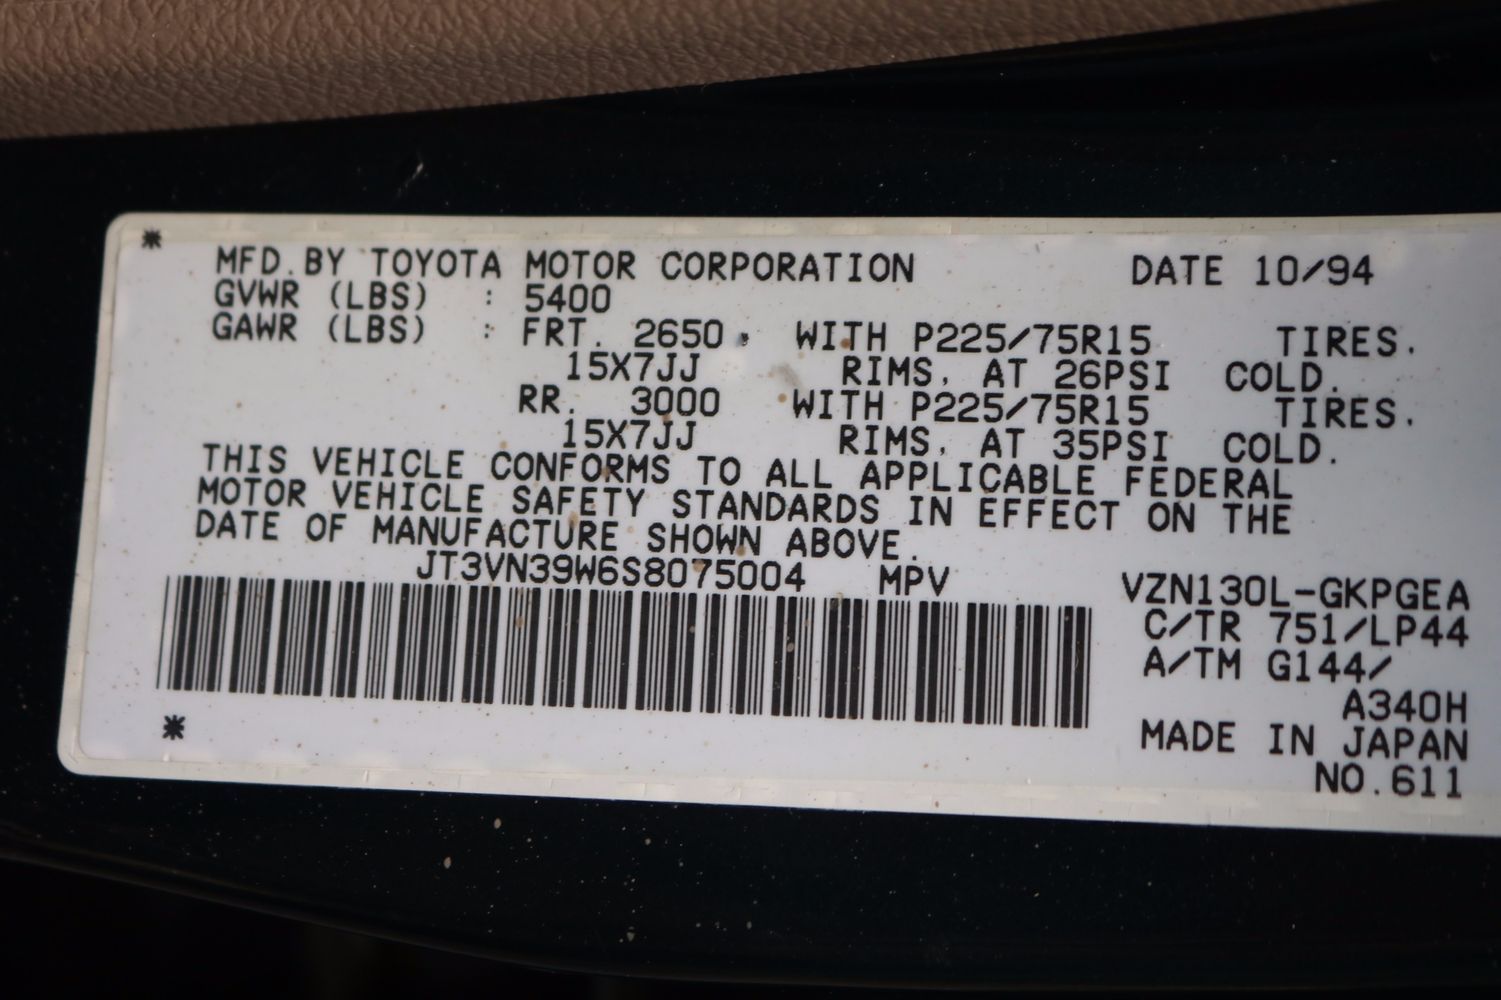 *
MFD.BY TOYOTA MOTOR CORPORATION DATE 10/94
GVWR (LBS) : 5400
GAWR (LBS) : FRT. 2650 WITH P225/75R15 TIRES.
15X7JJ RIMS, AT 26PSI COLD.
RR. 3000 WITH P225/75R15 TIRES.
15X7JJ RIMS, AT 35PSI COLD.
THIS VEHICLE CONFORMS TO ALL APPLICABLE FEDERAL
MOTOR VEHICLE SAFETY STANDARDS IN EFFECT ON THE
DATE OF MANUFACTURE SHOWN ABOVE.
JT3VN39W6S8075004 MPV VZN130L-GKPGEA
C/TR 751/LP44
A/TM G144/
A340H
*
MADE IN JAPAN
NO.611